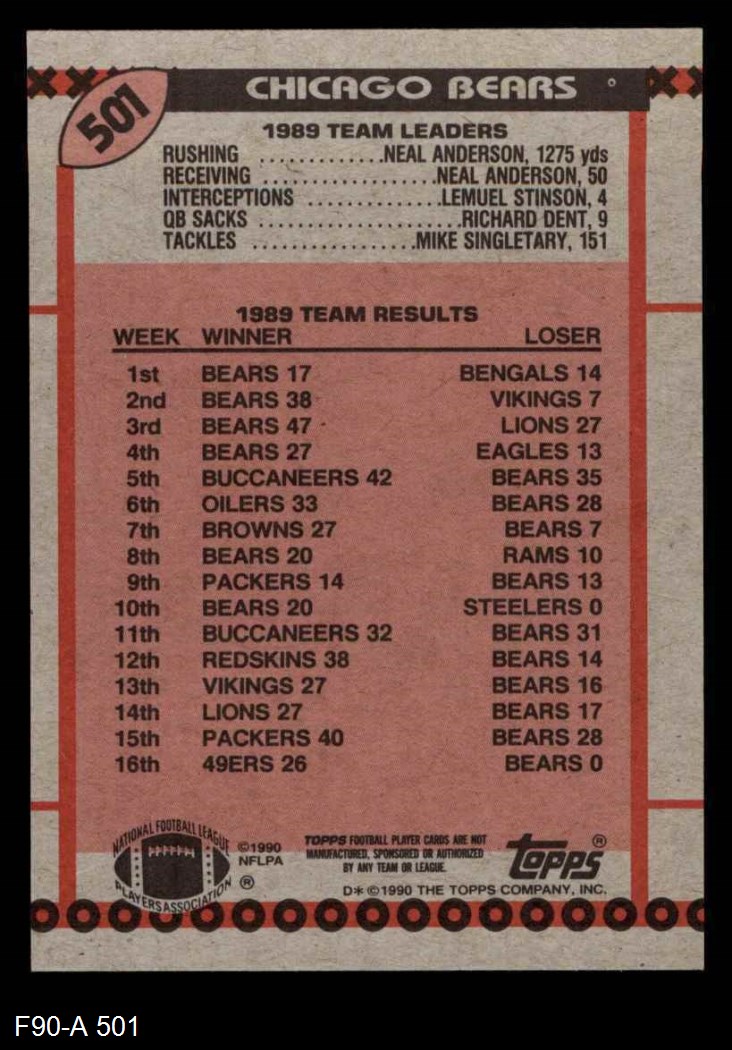 501
CHICAGO BEARS
1989 TEAM LEADERS
RUSHING .............NEAL ANDERSON, 1275 yds
RECEIVING ..................NEAL ANDERSON, 50
INTERCEPTIONS ..............LEMUEL STINSON, 4
QB SACKS .....................RICHARD DENT, 9
TACKLES .................MIKE SINGLETARY, 151
1989 TEAM RESULTS
WEEK WINNER LOSER
1st BEARS 17 BENGALS 14
2nd BEARS 38 VIKINGS 7
3rd BEARS 47 LIONS 27
4th BEARS 27 EAGLES 13
5th BUCCANEERS 42 BEARS 35
6th OILERS 33 BEARS 28
7th BROWNS 27 BEARS 7
8th BEARS 20 RAMS 10
9th PACKERS 14 BEARS 13
10th BEARS 20 STEELERS 0
11th BUCCANEERS 32 BEARS 31
12th REDSKINS 38 BEARS 14
13th VIKINGS 27 BEARS 16
14th LIONS 27 BEARS 17
15th PACKERS 40 BEARS 28
16th 49ERS 26 BEARS 0
NATIONAL FOOTBALL LEAGUE
PLAYERS ASSOCIATION
®
©1990
NFLPA
TOPPS FOOTBALL PLAYER CARDS ARE NOT
MANUFACTURED, SPONSORED OR AUTHORIZED
BY ANY TEAM OR LEAGUE.
topps®
D* © 1990 THE TOPPS COMPANY, INC.
F90-A 501